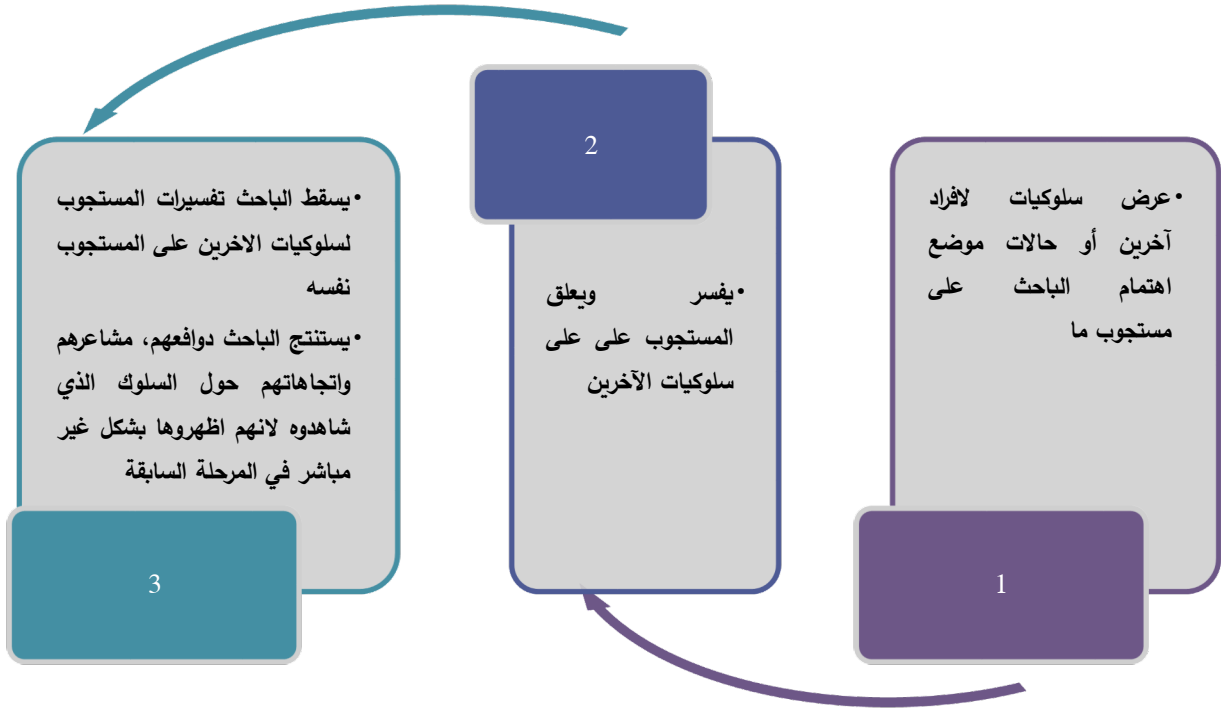 1
•عرض سلوكيات لافراد
آخرين أو حالات موضع
اهتمام الباحث على
مستجوب ما
2
•يفسر ويعلق
المستجوب على على
سلوكيات الآخرين
3
•يسقط الباحث تفسيرات المستجوب
لسلوكيات الاخرين على المستجوب
نفسه
•يستنتج الباحث دوافعهم، مشاعرهم
واتجاهاتهم حول السلوك الذي
شاهدوه لانهم اظهروها بشكل غير
مباشر في المرحلة السابقة